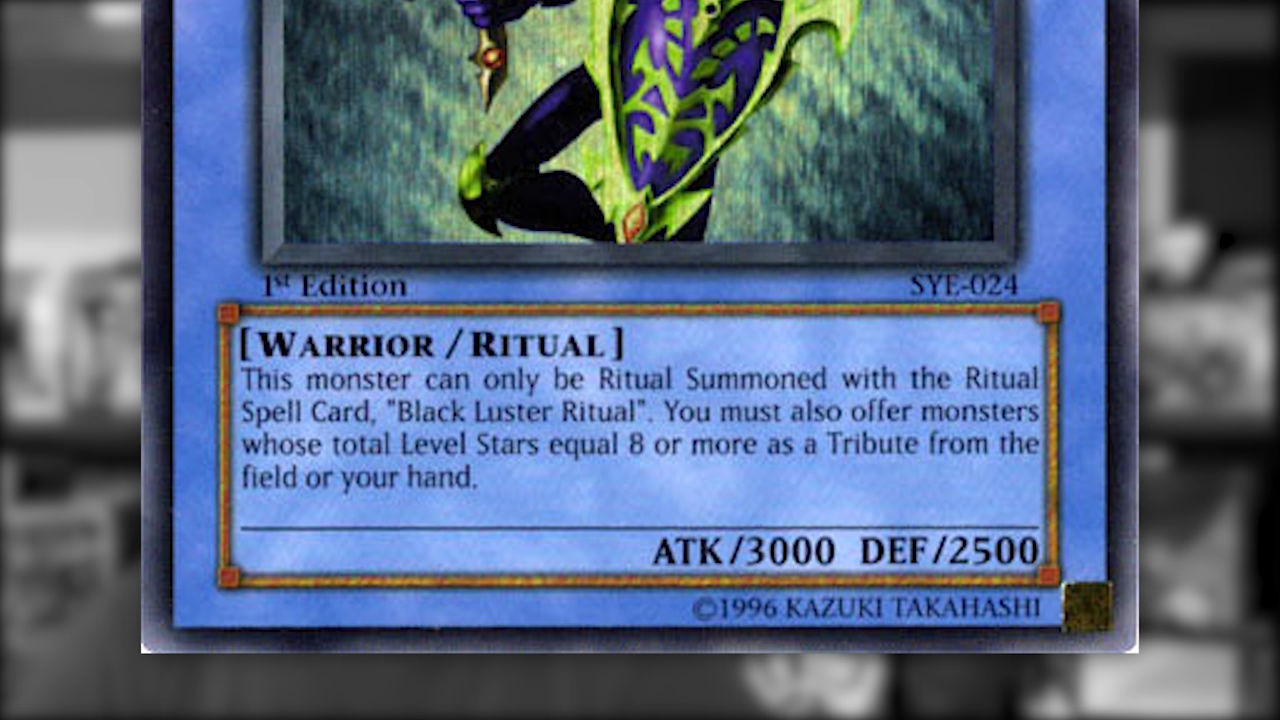 1st Edition SYE-024
[WARRIOR / RITUAL]
This monster can only be Ritual Summoned with the Ritual
Spell Card, "Black Luster Ritual". You must also offer monsters
whose total Level Stars equal 8 or more as a Tribute from the
field or your hand.
ATK/3000 DEF/2500
©1996 KAZUKI TAKAHASHI